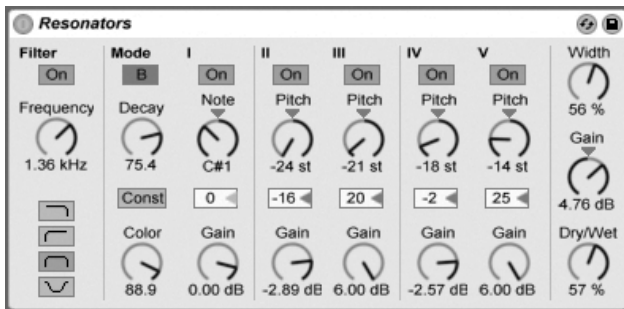 Resonators
Filter Mode I II III IV V Width
On B On On On On On
56 %
Frequency Decay Note Pitch Pitch Pitch Pitch
Gain
1.36 kHz 75.4 C#1 -24 st -21 st -18 st -14 st
Const 0 -16 20 -2 25
4.76 dB
Color Gain Gain Gain Gain Gain Dry/Wet
88.9 0.00 dB -2.89 dB 6.00 dB -2.57 dB 6.00 dB 57 %